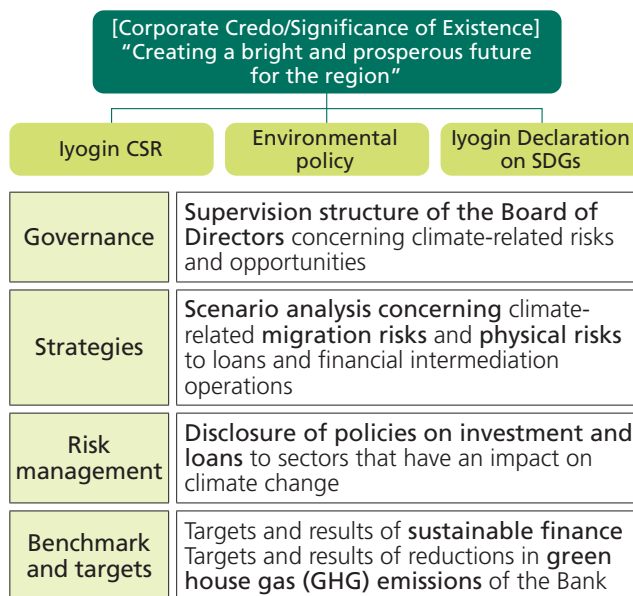 [Corporate Credo/Significance of Existence]
“Creating a bright and prosperous future
for the region”
Iyogin CSR
Environmental
policy
Iyogin Declaration
on SDGs
Governance
Supervision structure of the Board of
Directors concerning climate-related risks
and opportunities
Strategies
Scenario analysis concerning climate-
related migration risks and physical risks
to loans and financial intermediation
operations
Risk
management
Disclosure of policies on investment and
loans to sectors that have an impact on
climate change
Benchmark
and targets
Targets and results of sustainable finance
Targets and results of reductions in green
house gas (GHG) emissions of the Bank